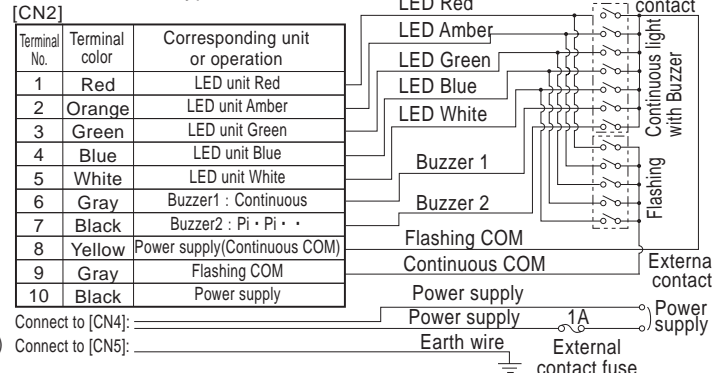 [CN2]
Terminal No. Terminal color Corresponding unit or operation
1 Red LED unit Red
2 Orange LED unit Amber
3 Green LED unit Green
4 Blue LED unit Blue
5 White LED unit White
6 Gray Buzzer1 : Continuous
7 Black Buzzer2 : Pi・Pi・・
8 Yellow Power supply(Continuous COM)
9 Gray Flashing COM
10 Black Power supply
Connect to [CN4]:
) Connect to [CN5]:
LED Red
LED Amber
LED Green
LED Blue
LED White
Buzzer 1
Buzzer 2
Flashing COM
Continuous COM
Power supply
Power supply
1A
Earth wire
External
contact fuse
contact
Continuous light
with Buzzer
Flashing
Externa
contact
Power
supply